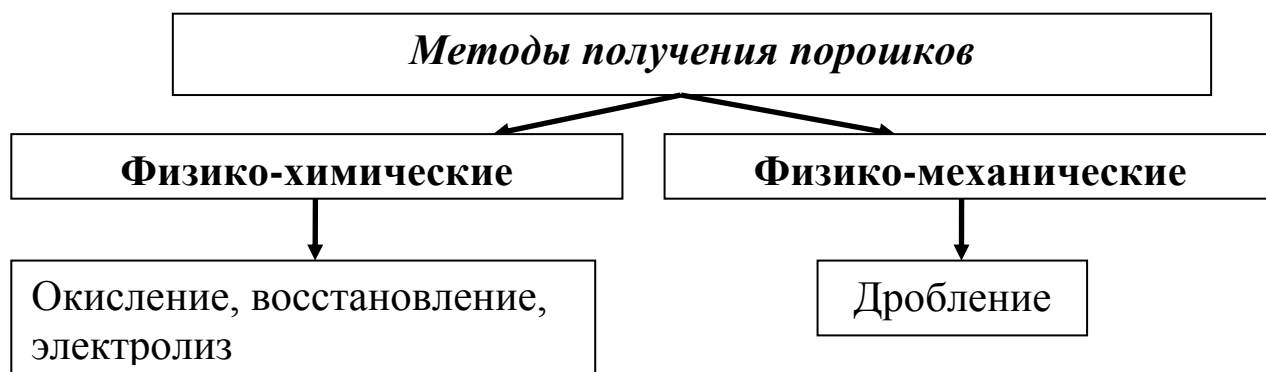 Методы получения порошков
Физико-химические
Физико-механические
Окисление, восстановление,
электролиз
Дробление